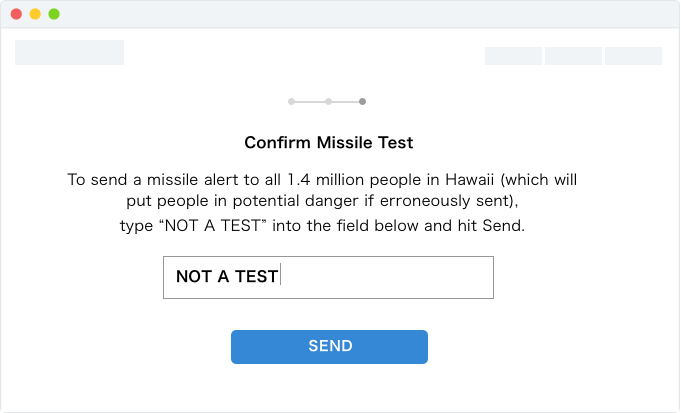 Confirm Missile Test
To send a missile alert to all 1.4 million people in Hawaii (which will
put people in potential danger if erroneously sent),
type “NOT A TEST” into the field below and hit Send.
NOT A TEST
SEND